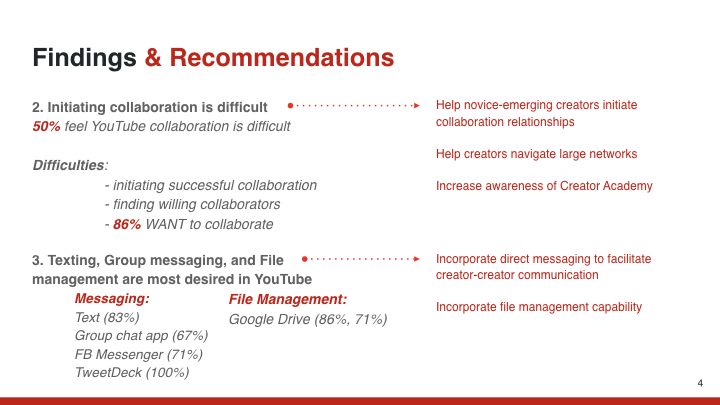 Findings & Recommendations
2. Initiating collaboration is difficult
50% feel YouTube collaboration is difficult
Difficulties:
- initiating successful collaboration
- finding willing collaborators
- 86% WANT to collaborate
Help novice-emerging creators initiate
collaboration relationships
Help creators navigate large networks
Increase awareness of Creator Academy
3. Texting, Group messaging, and File
management are most desired in YouTube
Messaging:
Text (83%)
Group chat app (67%)
FB Messenger (71%)
TweetDeck (100%)
File Management:
Google Drive (86%, 71%)
Incorporate direct messaging to facilitate
creator-creator communication
Incorporate file management capability
4